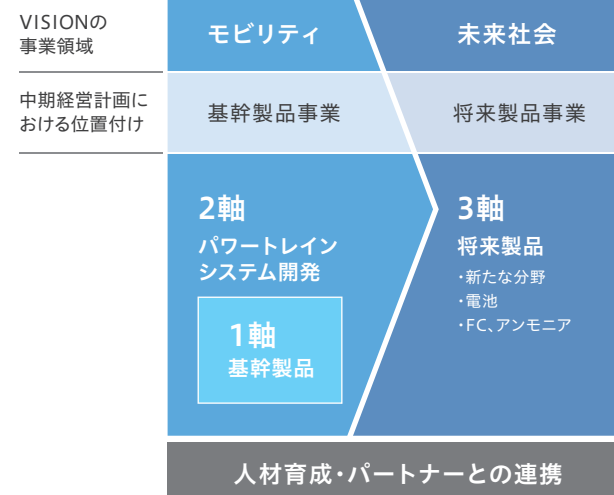 VISIONの
事業領域
モビリティ
未来社会
中期経営計画に
おける位置付け
基幹製品事業
将来製品事業
2軸
パワートレイン
システム開発
1軸
基幹製品
3軸
将来製品
・新たな分野
・電池
・FC、アンモニア
人材育成・パートナーとの連携